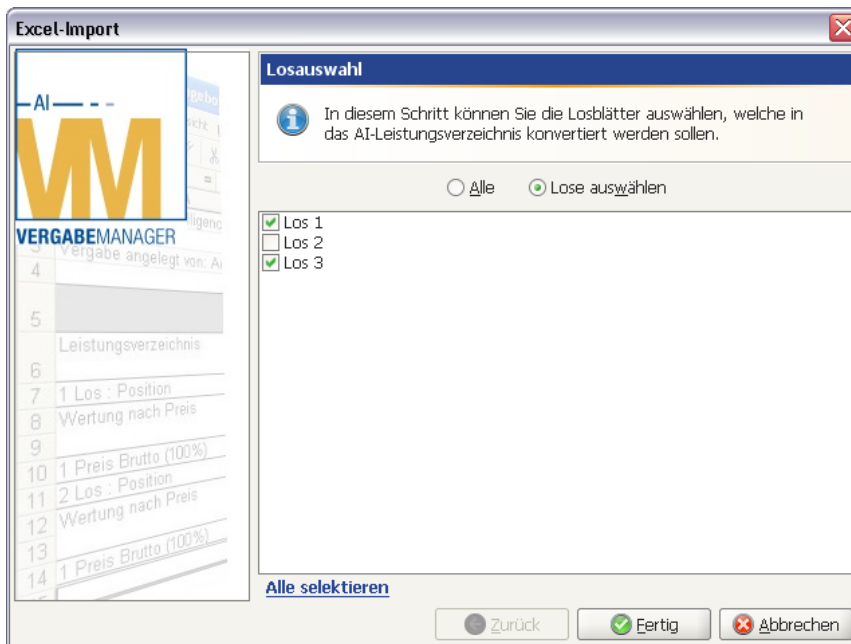 Excel-Import
AI
VM
VERGABEMANAGER
Vergabe angelegt von:
4
5
Leistungsverzeichnis
6
7 1 Los : Position
8 Wertung nach Preis
9
10 1 Preis Brutto (100%)
11 2 Los : Position
12 Wertung nach Preis
13
14 1 Preis Brutto (100%)
Losauswahl
In diesem Schritt können Sie die Losblätter auswählen, welche in
das AI-Leistungsverzeichnis konvertiert werden sollen.
Alle Lose auswählen
Los 1
Los 2
Los 3
Alle selektieren
Zurück Fertig Abbrechen